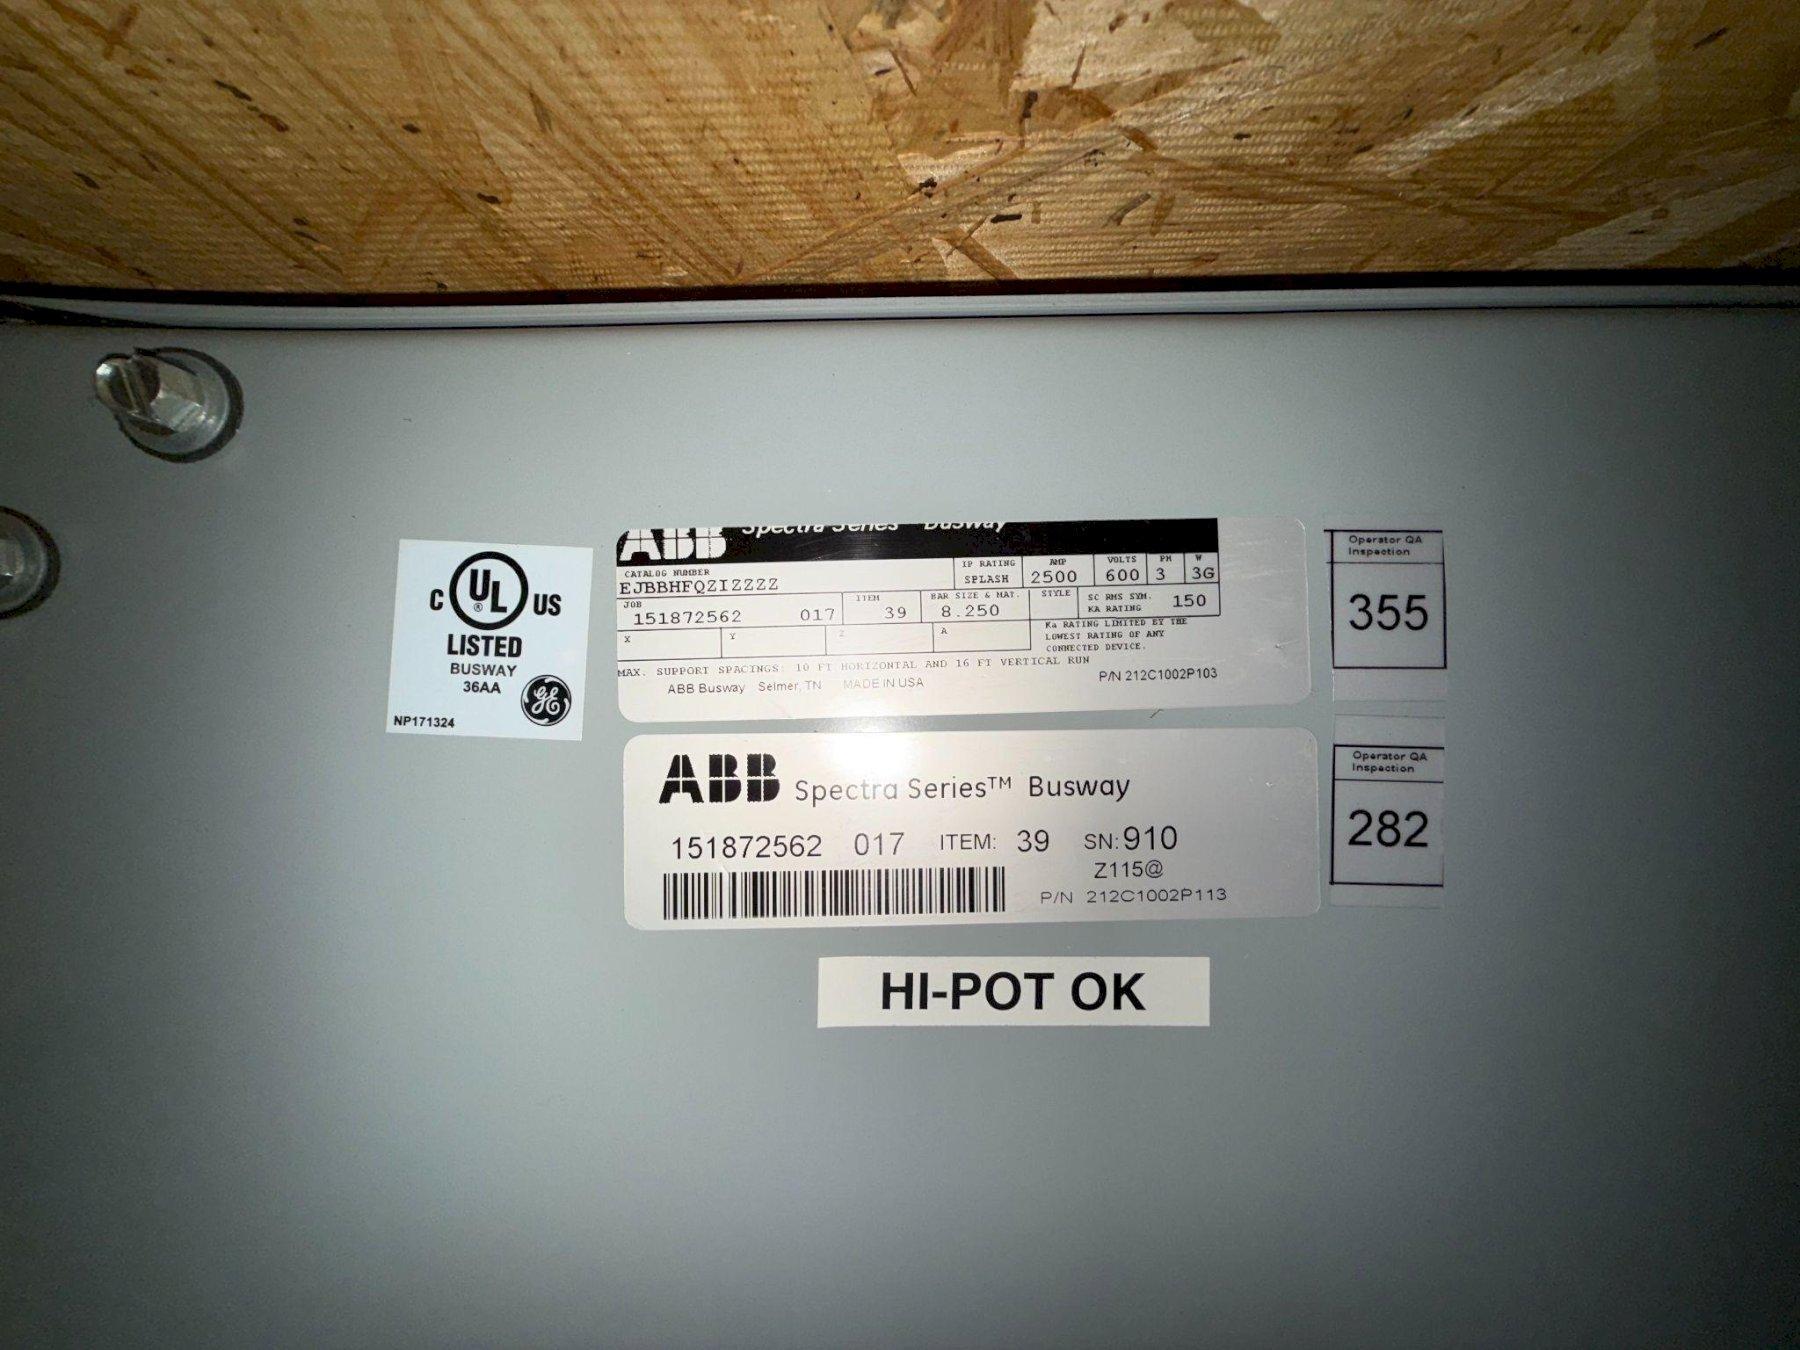 ABB Spectra Series Busway
CATALOG NUMBER
EJBBHFQZIZZZZ
IP RATING
SPLASH
AMP
2500
VOLTS
600
PH
3
W
3G
JOB
151872562 017
ITEM
39
BAR SIZE & MAT.
8.250
STYLE
SC RMS SYM.
KA RATING
150
X
Y
Z
A
Ka RATING LIMITED BY THE
LOWEST RATING OF ANY
CONNECTED DEVICE.
MAX. SUPPORT SPACINGS: 10 FT HORIZONTAL AND 16 FT VERTICAL RUN
ABB Busway Selmer, TN MADE IN USA
P/N 212C1002P103
C UL ® US
LISTED
BUSWAY
36AA
GE
NP171324
Operator QA
Inspection
355
ABB Spectra Series™ Busway
151872562 017 ITEM: 39 SN:910
Z115@
P/N 212C1002P113
Operator QA
Inspection
282
HI-POT OK